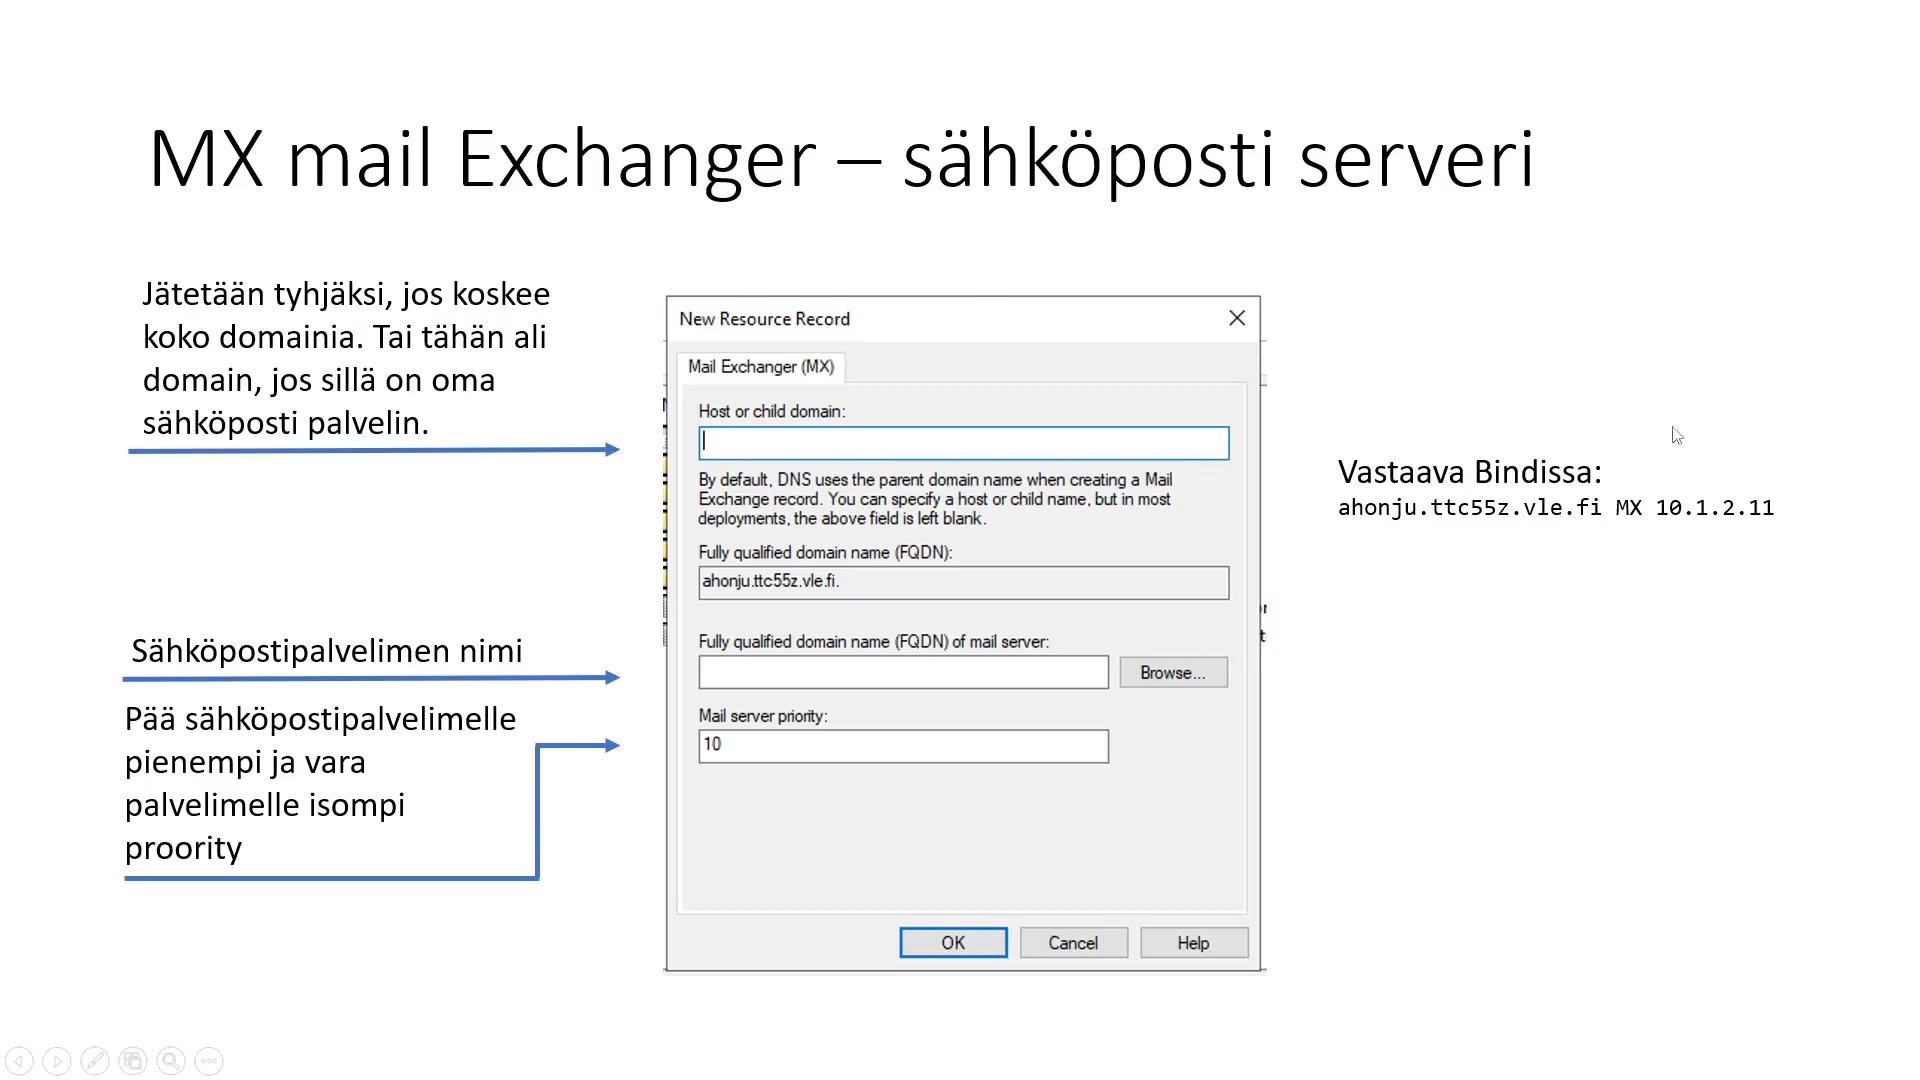 MX mail Exchanger – sähköposti serveri
Jätetään tyhjäksi, jos koskee
koko domainia. Tai tähän ali
domain, jos sillä on oma
sähköposti palvelin.
Sähköpostipalvelimen nimi
Pää sähköpostipalvelimelle
pienempi ja vara
palvelimelle isompi
proority
New Resource Record
Mail Exchanger (MX)
Host or child domain:
By default, DNS uses the parent domain name when creating a Mail
Exchange record. You can specify a host or child name, but in most
deployments, the above field is left blank.
Fully qualified domain name (FQDN):
ahonju.ttc55z.vle.fi.
Fully qualified domain name (FQDN) of mail server:
Browse...
Mail server priority:
10
OK Cancel Help
Vastaava Bindissa:
ahonju.ttc55z.vle.fi MX 10.1.2.11